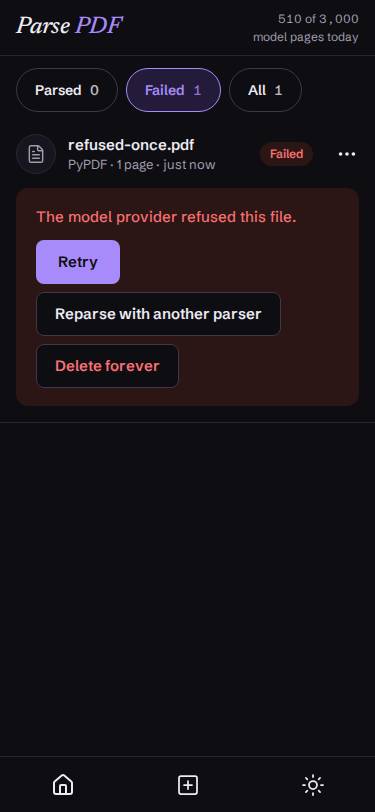 Parse PDF
510 of 3,000
model pages today
Parsed 0
Failed 1
All 1
refused-once.pdf
PyPDF · 1 page · just now
Failed
The model provider refused this file.
Retry
Reparse with another parser
Delete forever